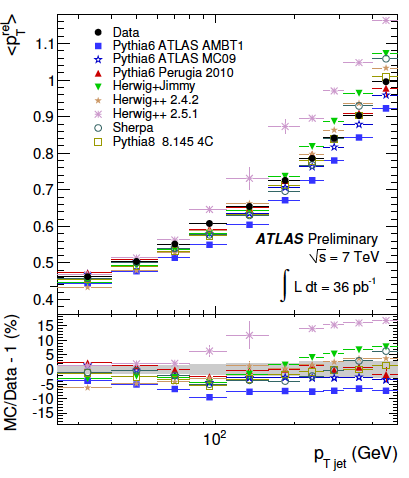 <p_T^rel>
1.1
1
0.9
0.8
0.7
0.6
0.5
0.4
Data
Pythia6 ATLAS AMBT1
Pythia6 ATLAS MC09
Pythia6 Perugia 2010
Herwig+Jimmy
Herwig++ 2.4.2
Herwig++ 2.5.1
Sherpa
Pythia8 8.145 4C
ATLAS Preliminary
√s = 7 TeV
∫ L dt = 36 pb⁻¹
MC/Data - 1 (%)
15
10
5
0
-5
-10
-15
10²
p_T jet (GeV)